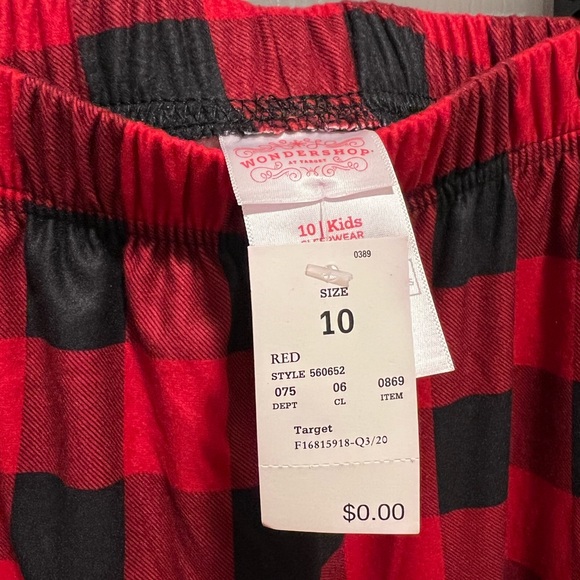 WONDERSHOP.
AT TARGET
10 Kids
SLEEPWEAR
0389
SIZE
10
RED
STYLE 560652
075 06 0869
DEPT CL ITEM
Target
F16815918-Q3/20
$0.00